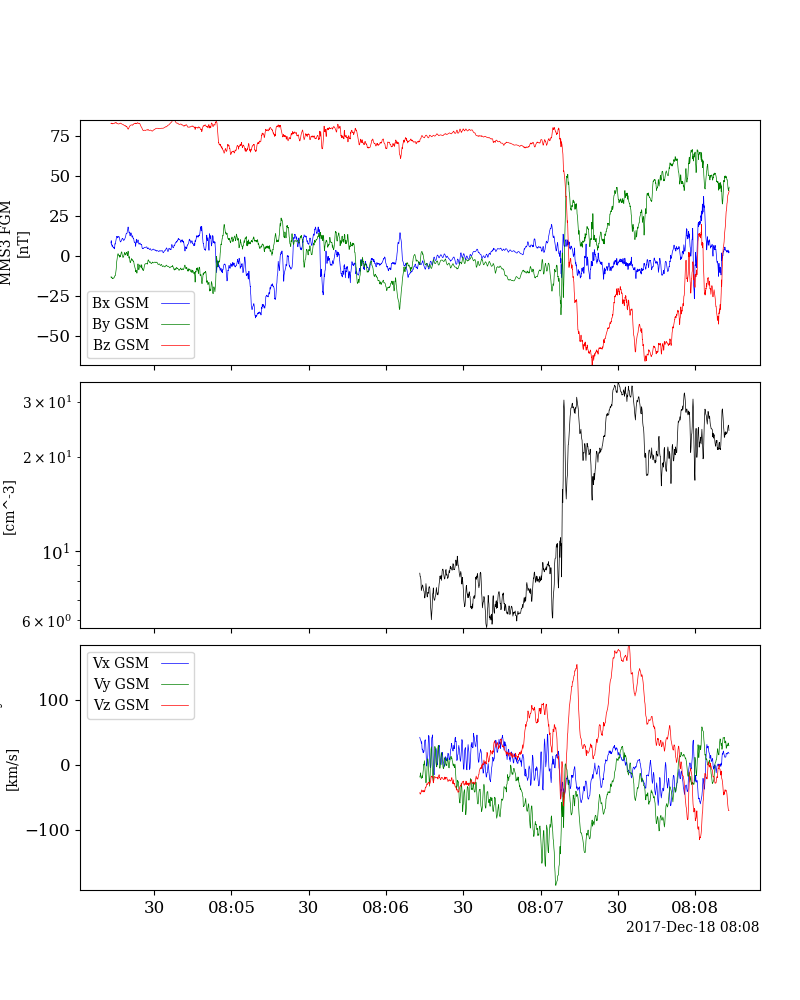 75
50
25
0
−25
−50
MMS3 FGM
[nT]
Bx GSM
By GSM
Bz GSM
3 × 10¹
2 × 10¹
10¹
6 × 10⁰
[cm^-3]
Vx GSM
Vy GSM
Vz GSM
100
0
−100
[km/s]
30 08:05 30 08:06 30 08:07 30 08:08
2017-Dec-18 08:08